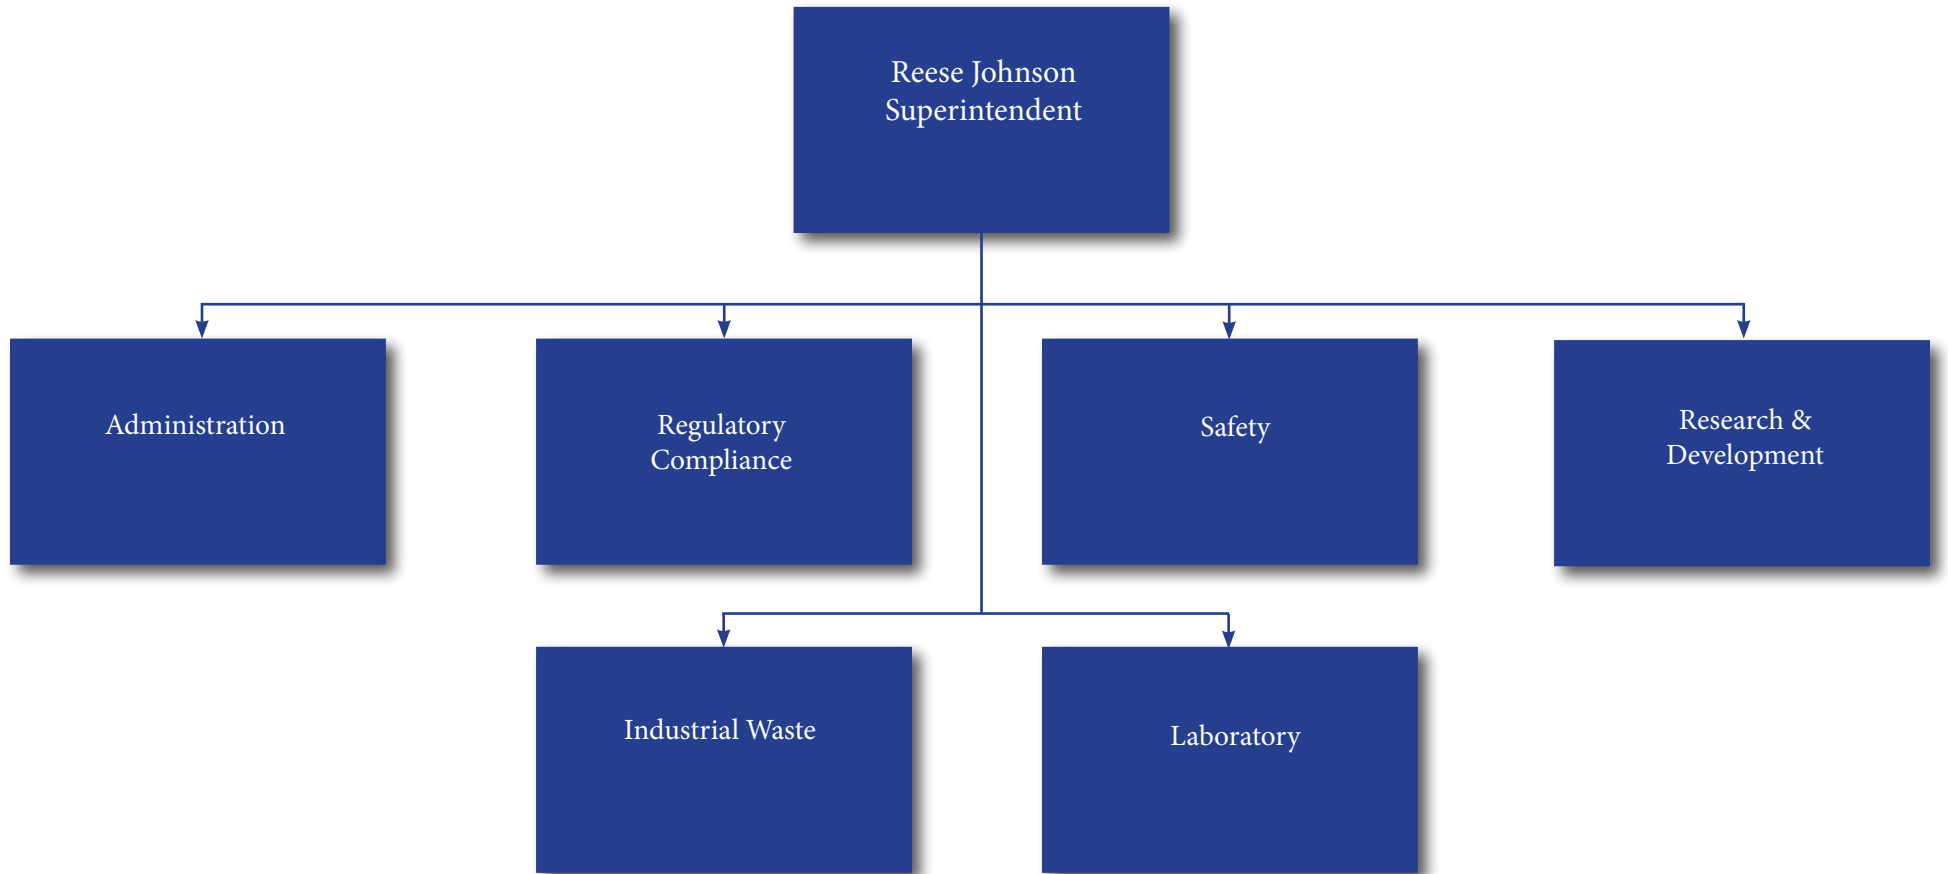 Reese Johnson
Superintendent
Administration
Regulatory
Compliance
Safety
Research &
Development
Industrial Waste
Laboratory